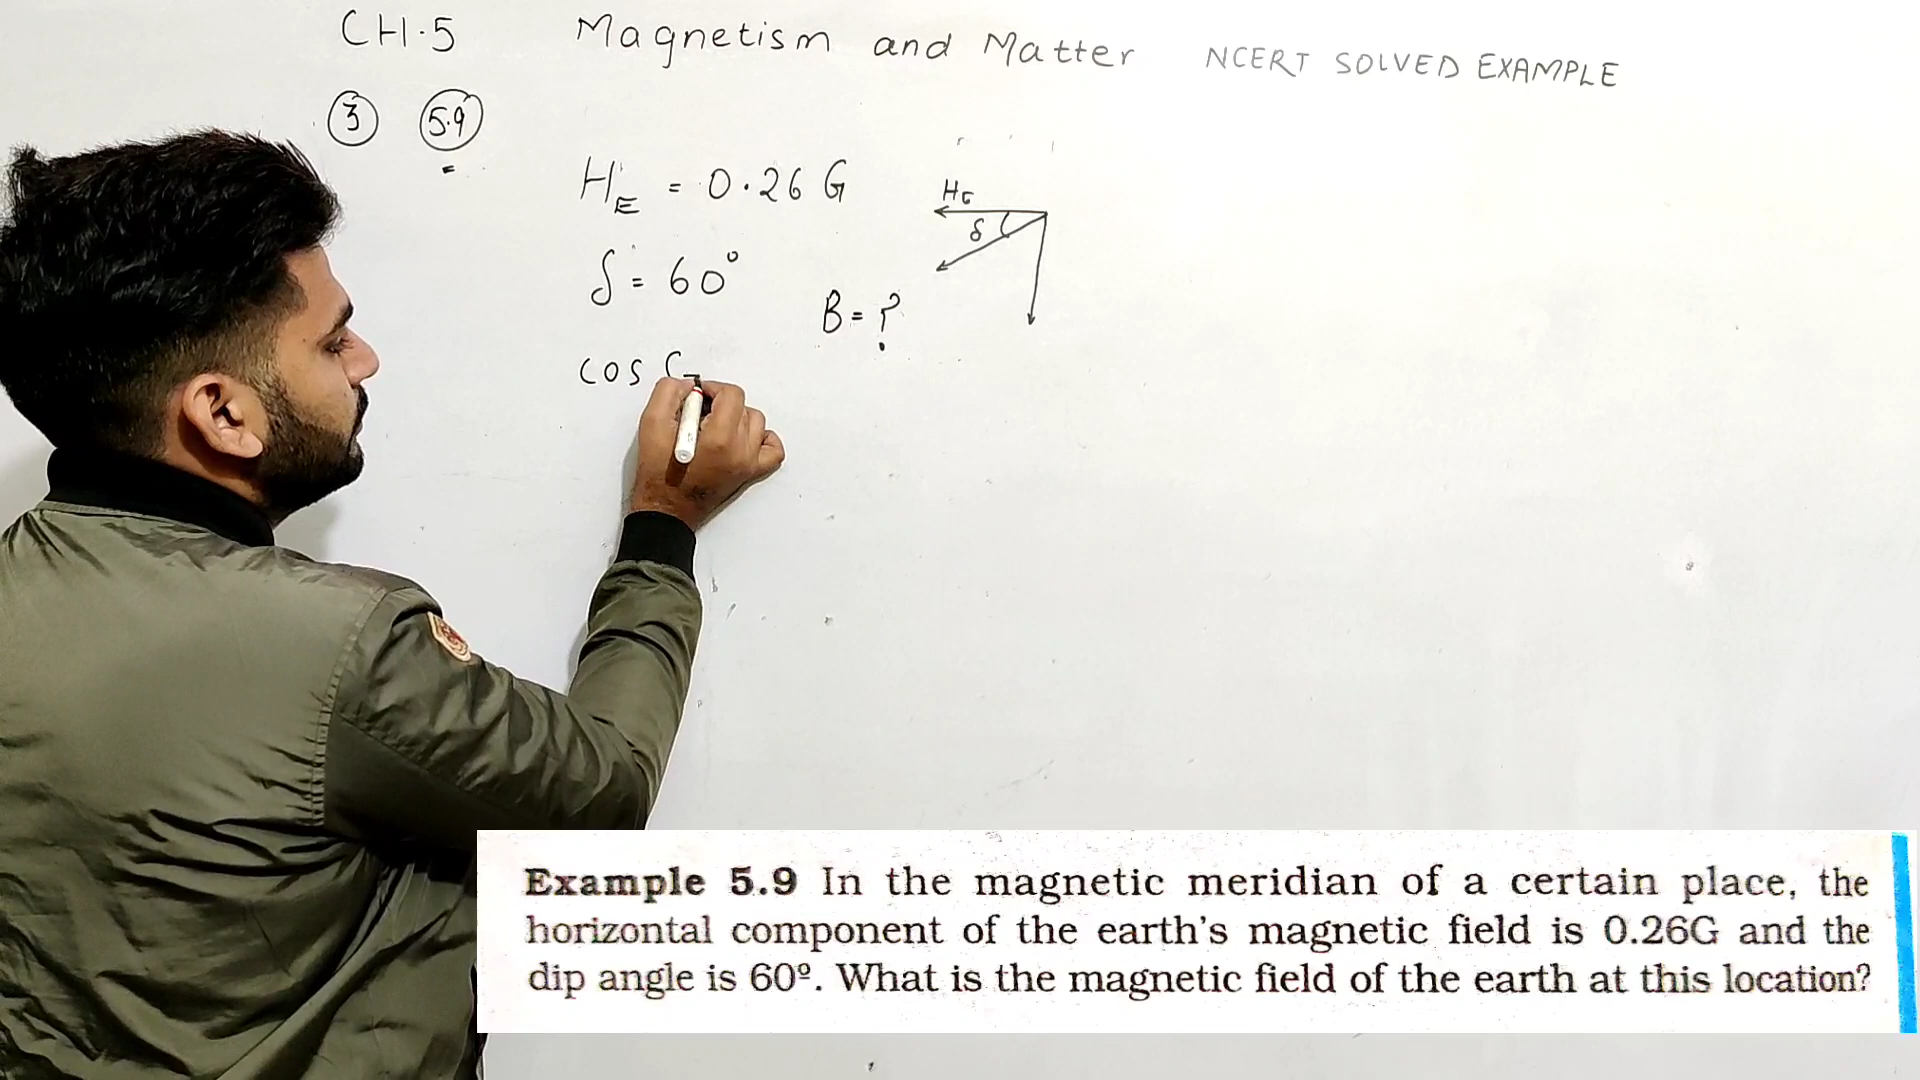 CH.5 Magnetism and Matter NCERT SOLVED EXAMPLE
3 5.9
H_E = 0.26 G
H_E
δ
δ = 60°
B = ?
cos
Example 5.9 In the magnetic meridian of a certain place, the
horizontal component of the earth's magnetic field is 0.26G and the
dip angle is 60º. What is the magnetic field of the earth at this location?